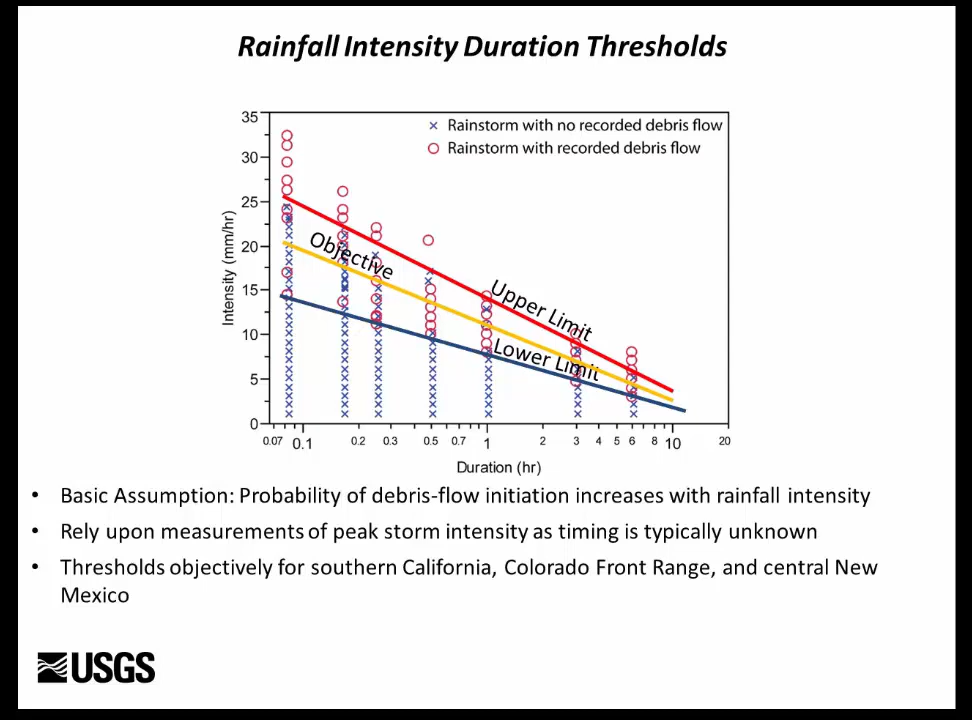 Rainfall Intensity Duration Thresholds
35
30
25
20
15
10
5
0
Intensity (mm/hr)
× Rainstorm with no recorded debris flow
○ Rainstorm with recorded debris flow
Objective
Upper Limit
Lower Limit
0.07 0.1 0.2 0.3 0.5 0.7 1 2 3 4 5 6 8 10 20
Duration (hr)
• Basic Assumption: Probability of debris-flow initiation increases with rainfall intensity
• Rely upon measurements of peak storm intensity as timing is typically unknown
• Thresholds objectively for southern California, Colorado Front Range, and central New
Mexico
USGS